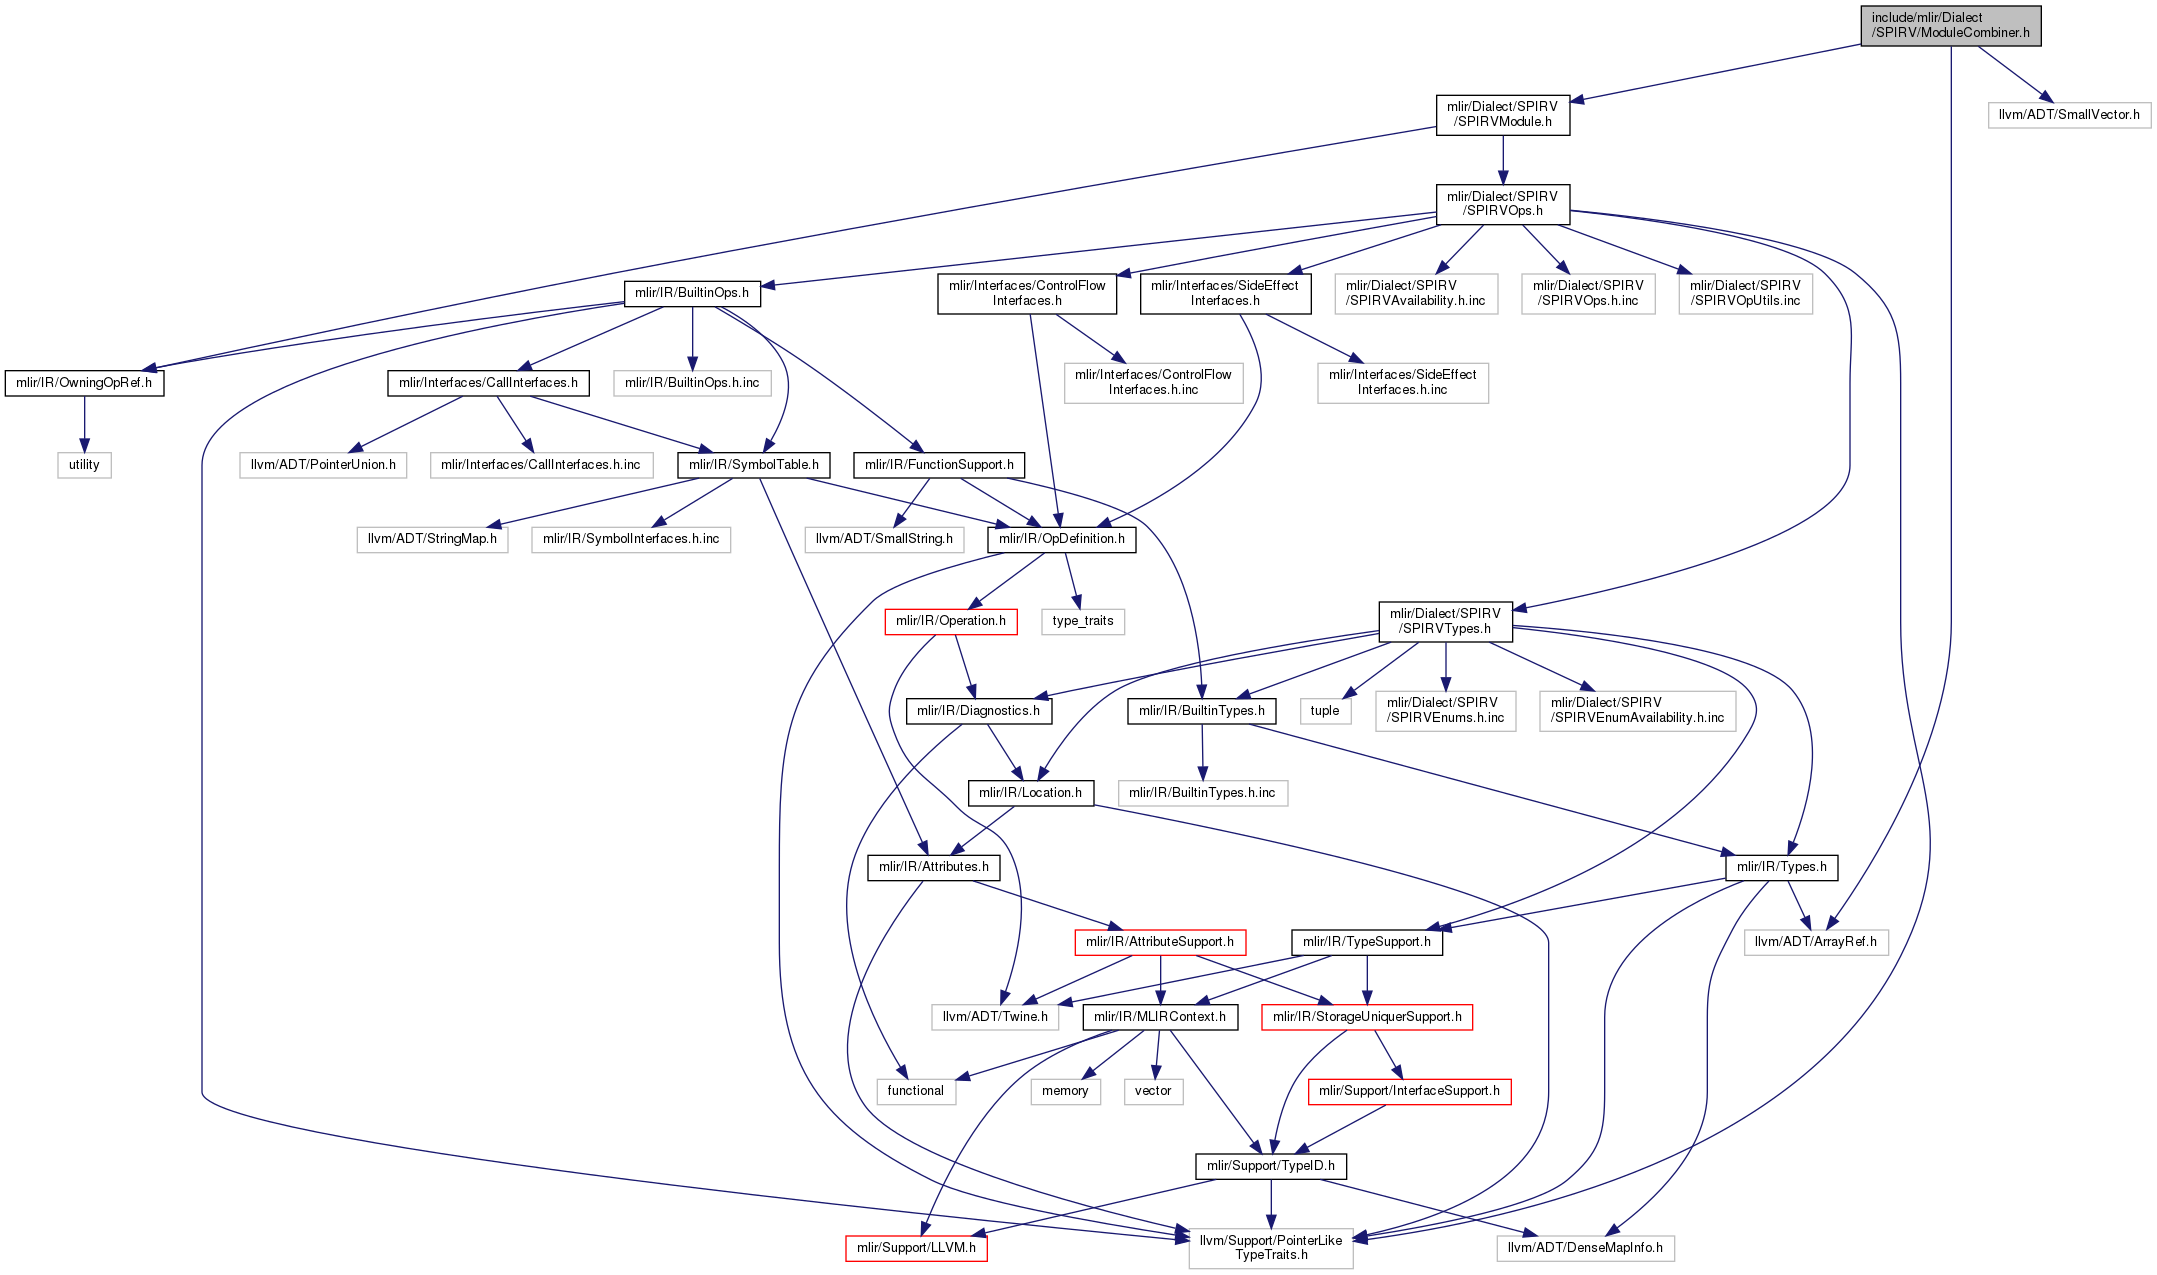 include/mlir/Dialect
/SPIRV/ModuleCombiner.h
mlir/Dialect/SPIRV
/SPIRVModule.h
llvm/ADT/SmallVector.h
mlir/Dialect/SPIRV
/SPIRVOps.h
mlir/IR/BuiltinOps.h
mlir/Interfaces/ControlFlow
Interfaces.h
mlir/Interfaces/SideEffect
Interfaces.h
mlir/Dialect/SPIRV
/SPIRVAvailability.h.inc
mlir/Dialect/SPIRV
/SPIRVOps.h.inc
mlir/Dialect/SPIRV
/SPIRVOpUtils.inc
mlir/IR/OwningOpRef.h
mlir/Interfaces/CallInterfaces.h
mlir/IR/BuiltinOps.h.inc
mlir/Interfaces/ControlFlow
Interfaces.h.inc
mlir/Interfaces/SideEffect
Interfaces.h.inc
utility
llvm/ADT/PointerUnion.h
mlir/Interfaces/CallInterfaces.h.inc
mlir/IR/SymbolTable.h
mlir/IR/FunctionSupport.h
llvm/ADT/StringMap.h
mlir/IR/SymbolInterfaces.h.inc
llvm/ADT/SmallString.h
mlir/IR/OpDefinition.h
mlir/IR/Operation.h
type_traits
mlir/Dialect/SPIRV
/SPIRVTypes.h
mlir/IR/Diagnostics.h
mlir/IR/BuiltinTypes.h
tuple
mlir/Dialect/SPIRV
/SPIRVEnums.h.inc
mlir/Dialect/SPIRV
/SPIRVEnumAvailability.h.inc
mlir/IR/Location.h
mlir/IR/BuiltinTypes.h.inc
mlir/IR/Attributes.h
mlir/IR/Types.h
mlir/IR/AttributeSupport.h
mlir/IR/TypeSupport.h
llvm/ADT/ArrayRef.h
llvm/ADT/Twine.h
mlir/IR/MLIRContext.h
mlir/IR/StorageUniquerSupport.h
functional
memory
vector
mlir/Support/InterfaceSupport.h
mlir/Support/TypeID.h
mlir/Support/LLVM.h
llvm/Support/PointerLike
TypeTraits.h
llvm/ADT/DenseMapInfo.h